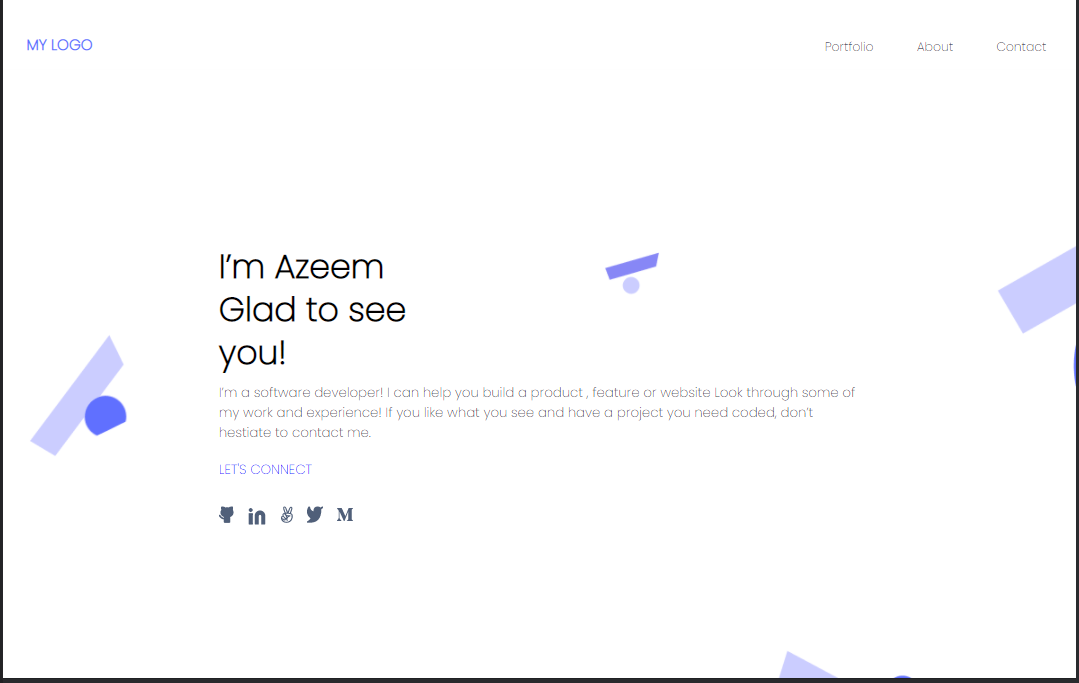 MY LOGO
Portfolio
About
Contact
I'm Azeem
Glad to see
you!
I'm a software developer! I can help you build a product , feature or website Look through some of
my work and experience! If you like what you see and have a project you need coded, don't
hestiate to contact me.
LET'S CONNECT